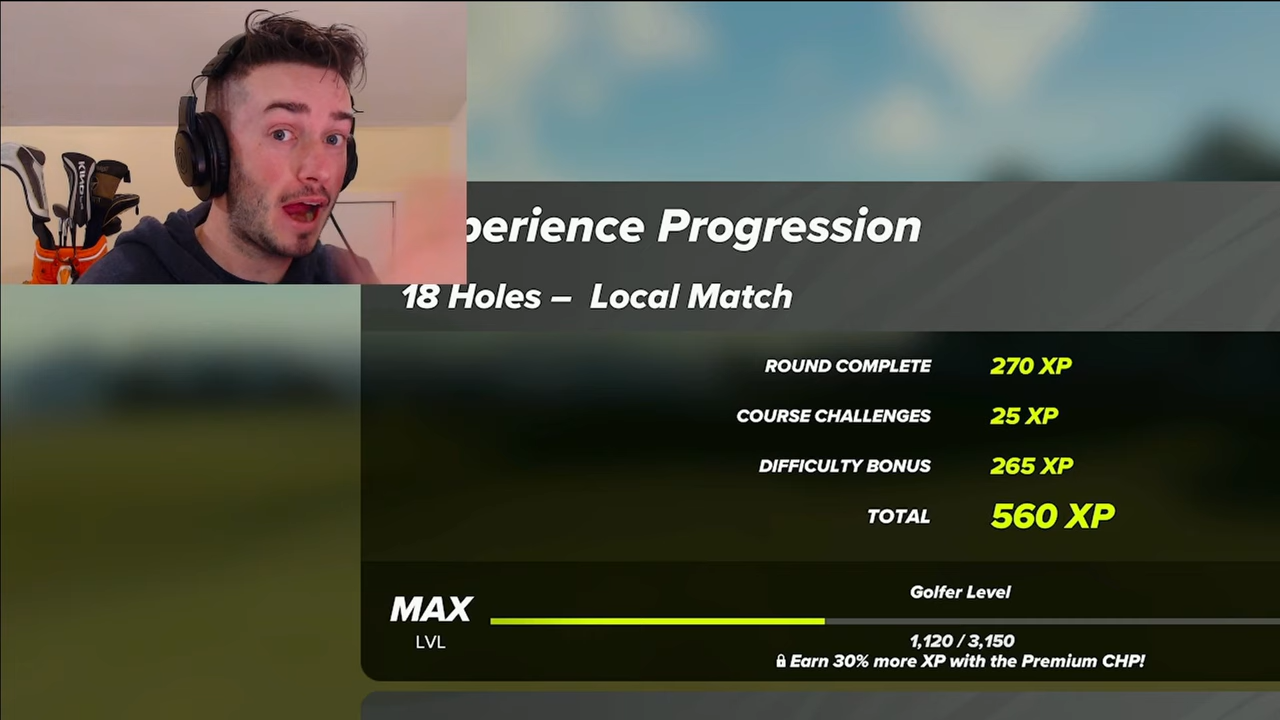 KING
perience Progression
18 Holes – Local Match
ROUND COMPLETE 270 XP
COURSE CHALLENGES 25 XP
DIFFICULTY BONUS 265 XP
TOTAL 560 XP
Golfer Level
MAX
LVL
1,120 / 3,150
Earn 30% more XP with the Premium CHP!